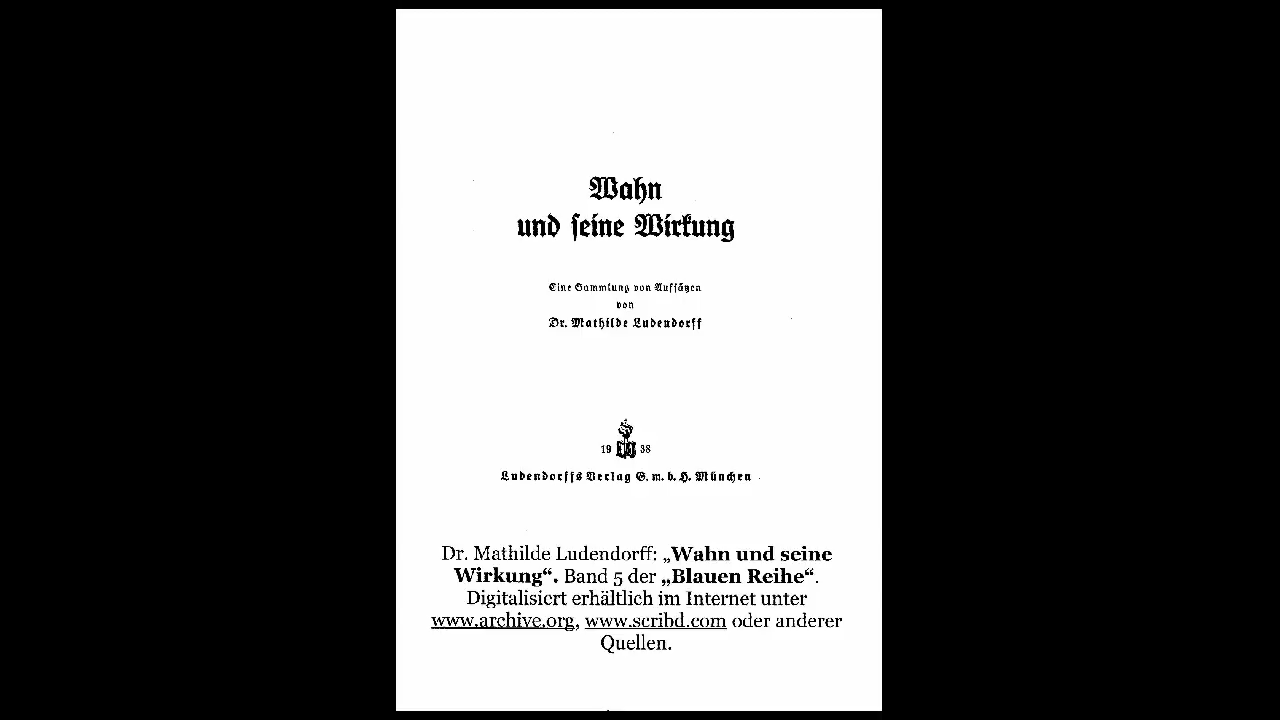 Wahn
und seine Wirkung
Eine Sammlung von Aufsätzen
von
Dr. Mathilde Ludendorff
19 38
Ludendorffs Verlag G. m. b. H. München
Dr. Mathilde Ludendorff: „Wahn und seine
Wirkung“. Band 5 der „Blauen Reihe“.
Digitalisiert erhältlich im Internet unter
www.archive.org, www.scribd.com oder anderer
Quellen.